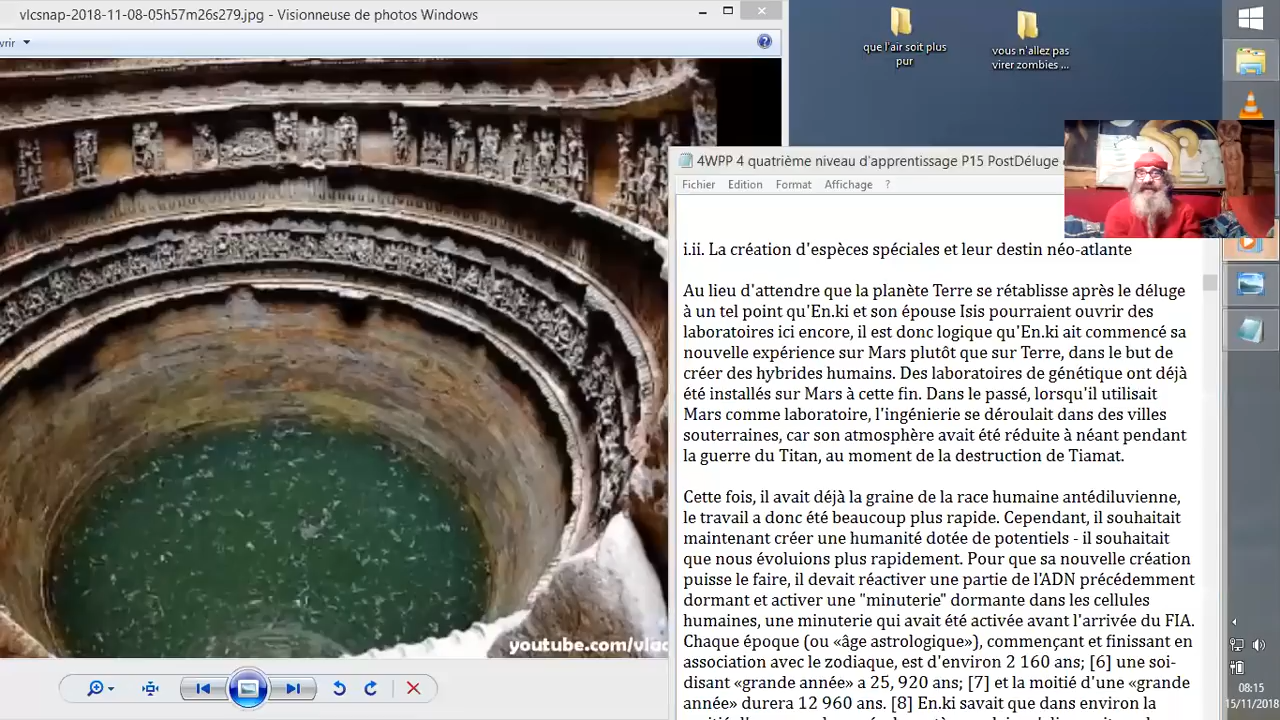 vlcsnap-2018-11-08-05h57m26s279.jpg - Visionneuse de photos Windows
vrir
que l'air soit plus
pur
vous n'allez pas
virer zombies ...
4WPP 4 quatrième niveau d'apprentissage P15 PostDéluge
Fichier Edition Format Affichage ?
i.ii. La création d'espèces spéciales et leur destin néo-atlante
Au lieu d'attendre que la planète Terre se rétablisse après le déluge
à un tel point qu'En.ki et son épouse Isis pourraient ouvrir des
laboratoires ici encore, il est donc logique qu'En.ki ait commencé sa
nouvelle expérience sur Mars plutôt que sur Terre, dans le but de
créer des hybrides humains. Des laboratoires de génétique ont déjà
été installés sur Mars à cette fin. Dans le passé, lorsqu'il utilisait
Mars comme laboratoire, l'ingénierie se déroulait dans des villes
souterraines, car son atmosphère avait été réduite à néant pendant
la guerre du Titan, au moment de la destruction de Tiamat.
Cette fois, il avait déjà la graine de la race humaine antédiluvienne,
le travail a donc été beaucoup plus rapide. Cependant, il souhaitait
maintenant créer une humanité dotée de potentiels - il souhaitait
que nous évoluions plus rapidement. Pour que sa nouvelle création
puisse le faire, il devait réactiver une partie de l'ADN précédemment
dormant et activer une "minuterie" dormante dans les cellules
humaines, une minuterie qui avait été activée avant l'arrivée du FIA.
Chaque époque (ou «âge astrologique»), commençant et finissant en
association avec le zodiaque, est d'environ 2 160 ans; [6] une soi-
disant «grande année» a 25, 920 ans; [7] et la moitié d'une «grande
année» durera 12 960 ans. [8] En.ki savait que dans environ la
youtube.com/vlad
08:15
15/11/2018